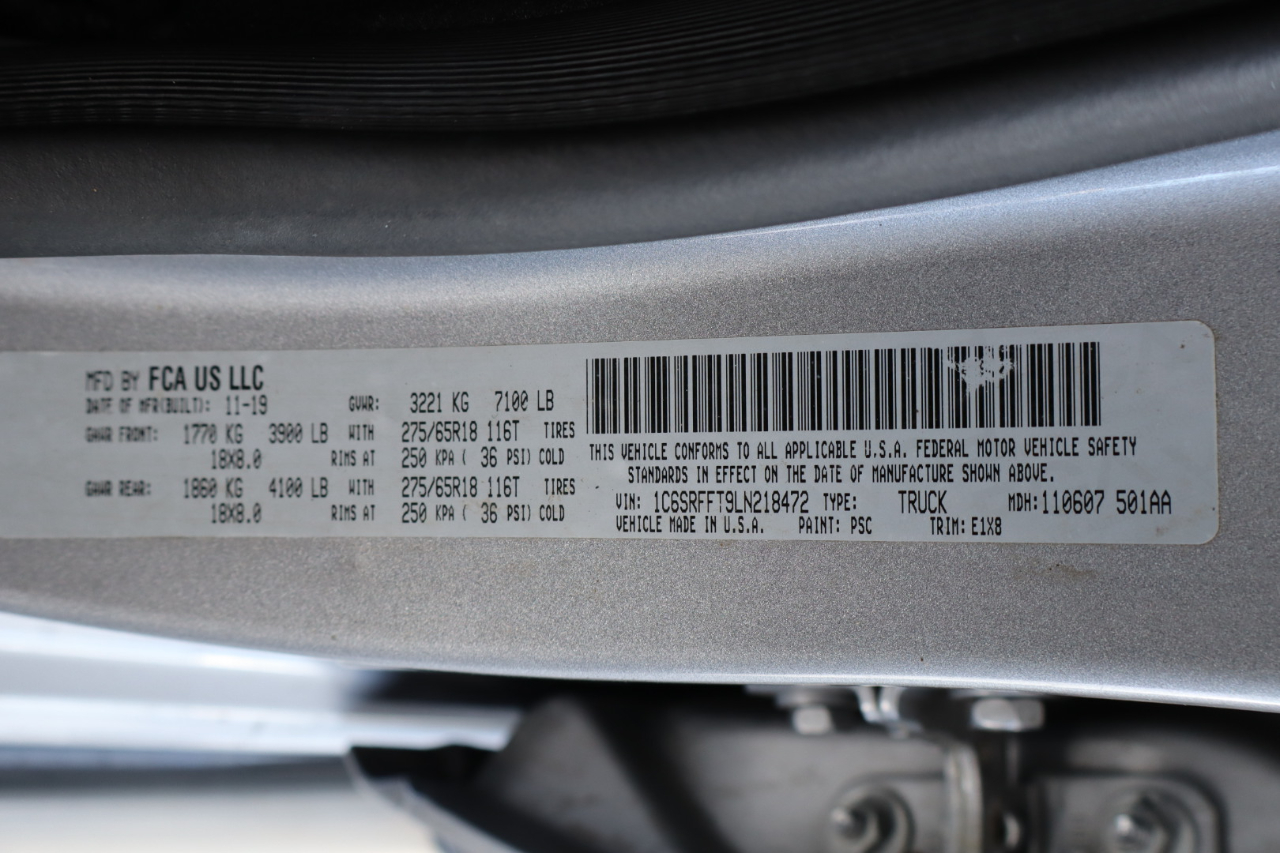 MFD BY FCA US LLC
DATE OF MFR(BUILT): 11-19 GVWR: 3221 KG 7100 LB
GAWR FRONT: 1770 KG 3900 LB WITH 275/65R18 116T TIRES
18X8.0 RIMS AT 250 KPA ( 36 PSI) COLD
GAWR REAR: 1860 KG 4100 LB WITH 275/65R18 116T TIRES
18X8.0 RIMS AT 250 KPA ( 36 PSI) COLD
THIS VEHICLE CONFORMS TO ALL APPLICABLE U.S.A. FEDERAL MOTOR VEHICLE SAFETY
STANDARDS IN EFFECT ON THE DATE OF MANUFACTURE SHOWN ABOVE.
VIN: 1C6SRFFT9LN218472 TYPE: TRUCK MDH: 110607 501AA
VEHICLE MADE IN U.S.A. PAINT: PSC TRIM: E1X8